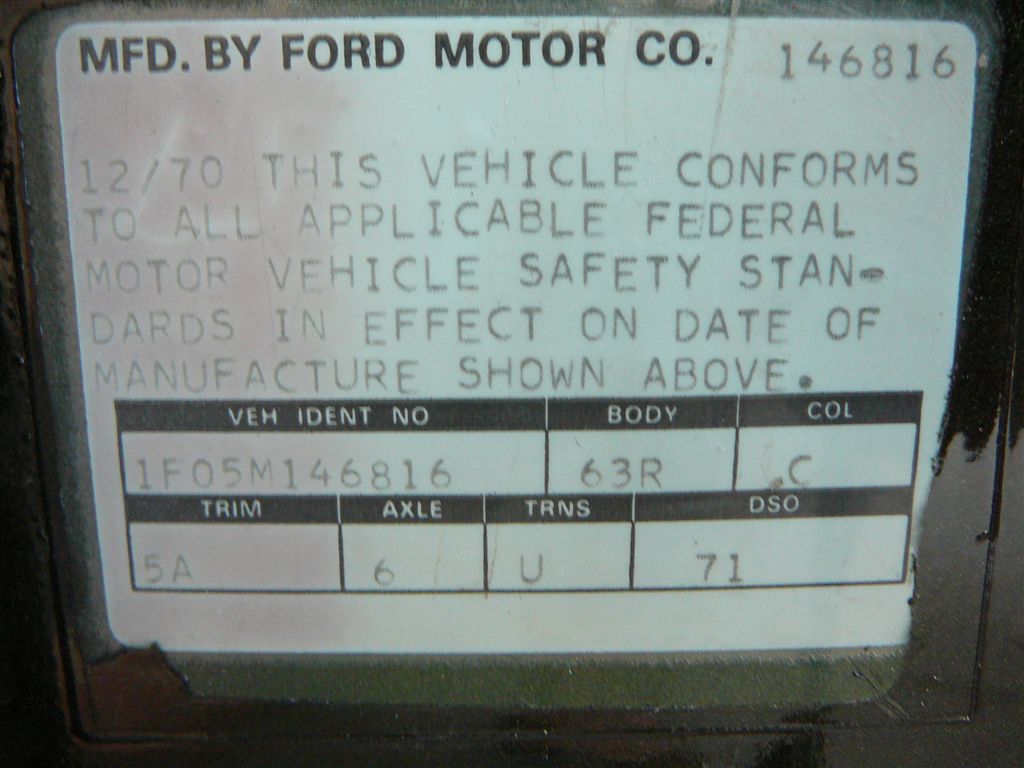 MFD. BY FORD MOTOR CO. 146816
12/70 THIS VEHICLE CONFORMS
TO ALL APPLICABLE FEDERAL
MOTOR VEHICLE SAFETY STAN-
DARDS IN EFFECT ON DATE OF
MANUFACTURE SHOWN ABOVE.
VEH IDENT NO BODY COL
1F05M146816 63R .C
TRIM AXLE TRNS DSO
5A 6 U 71